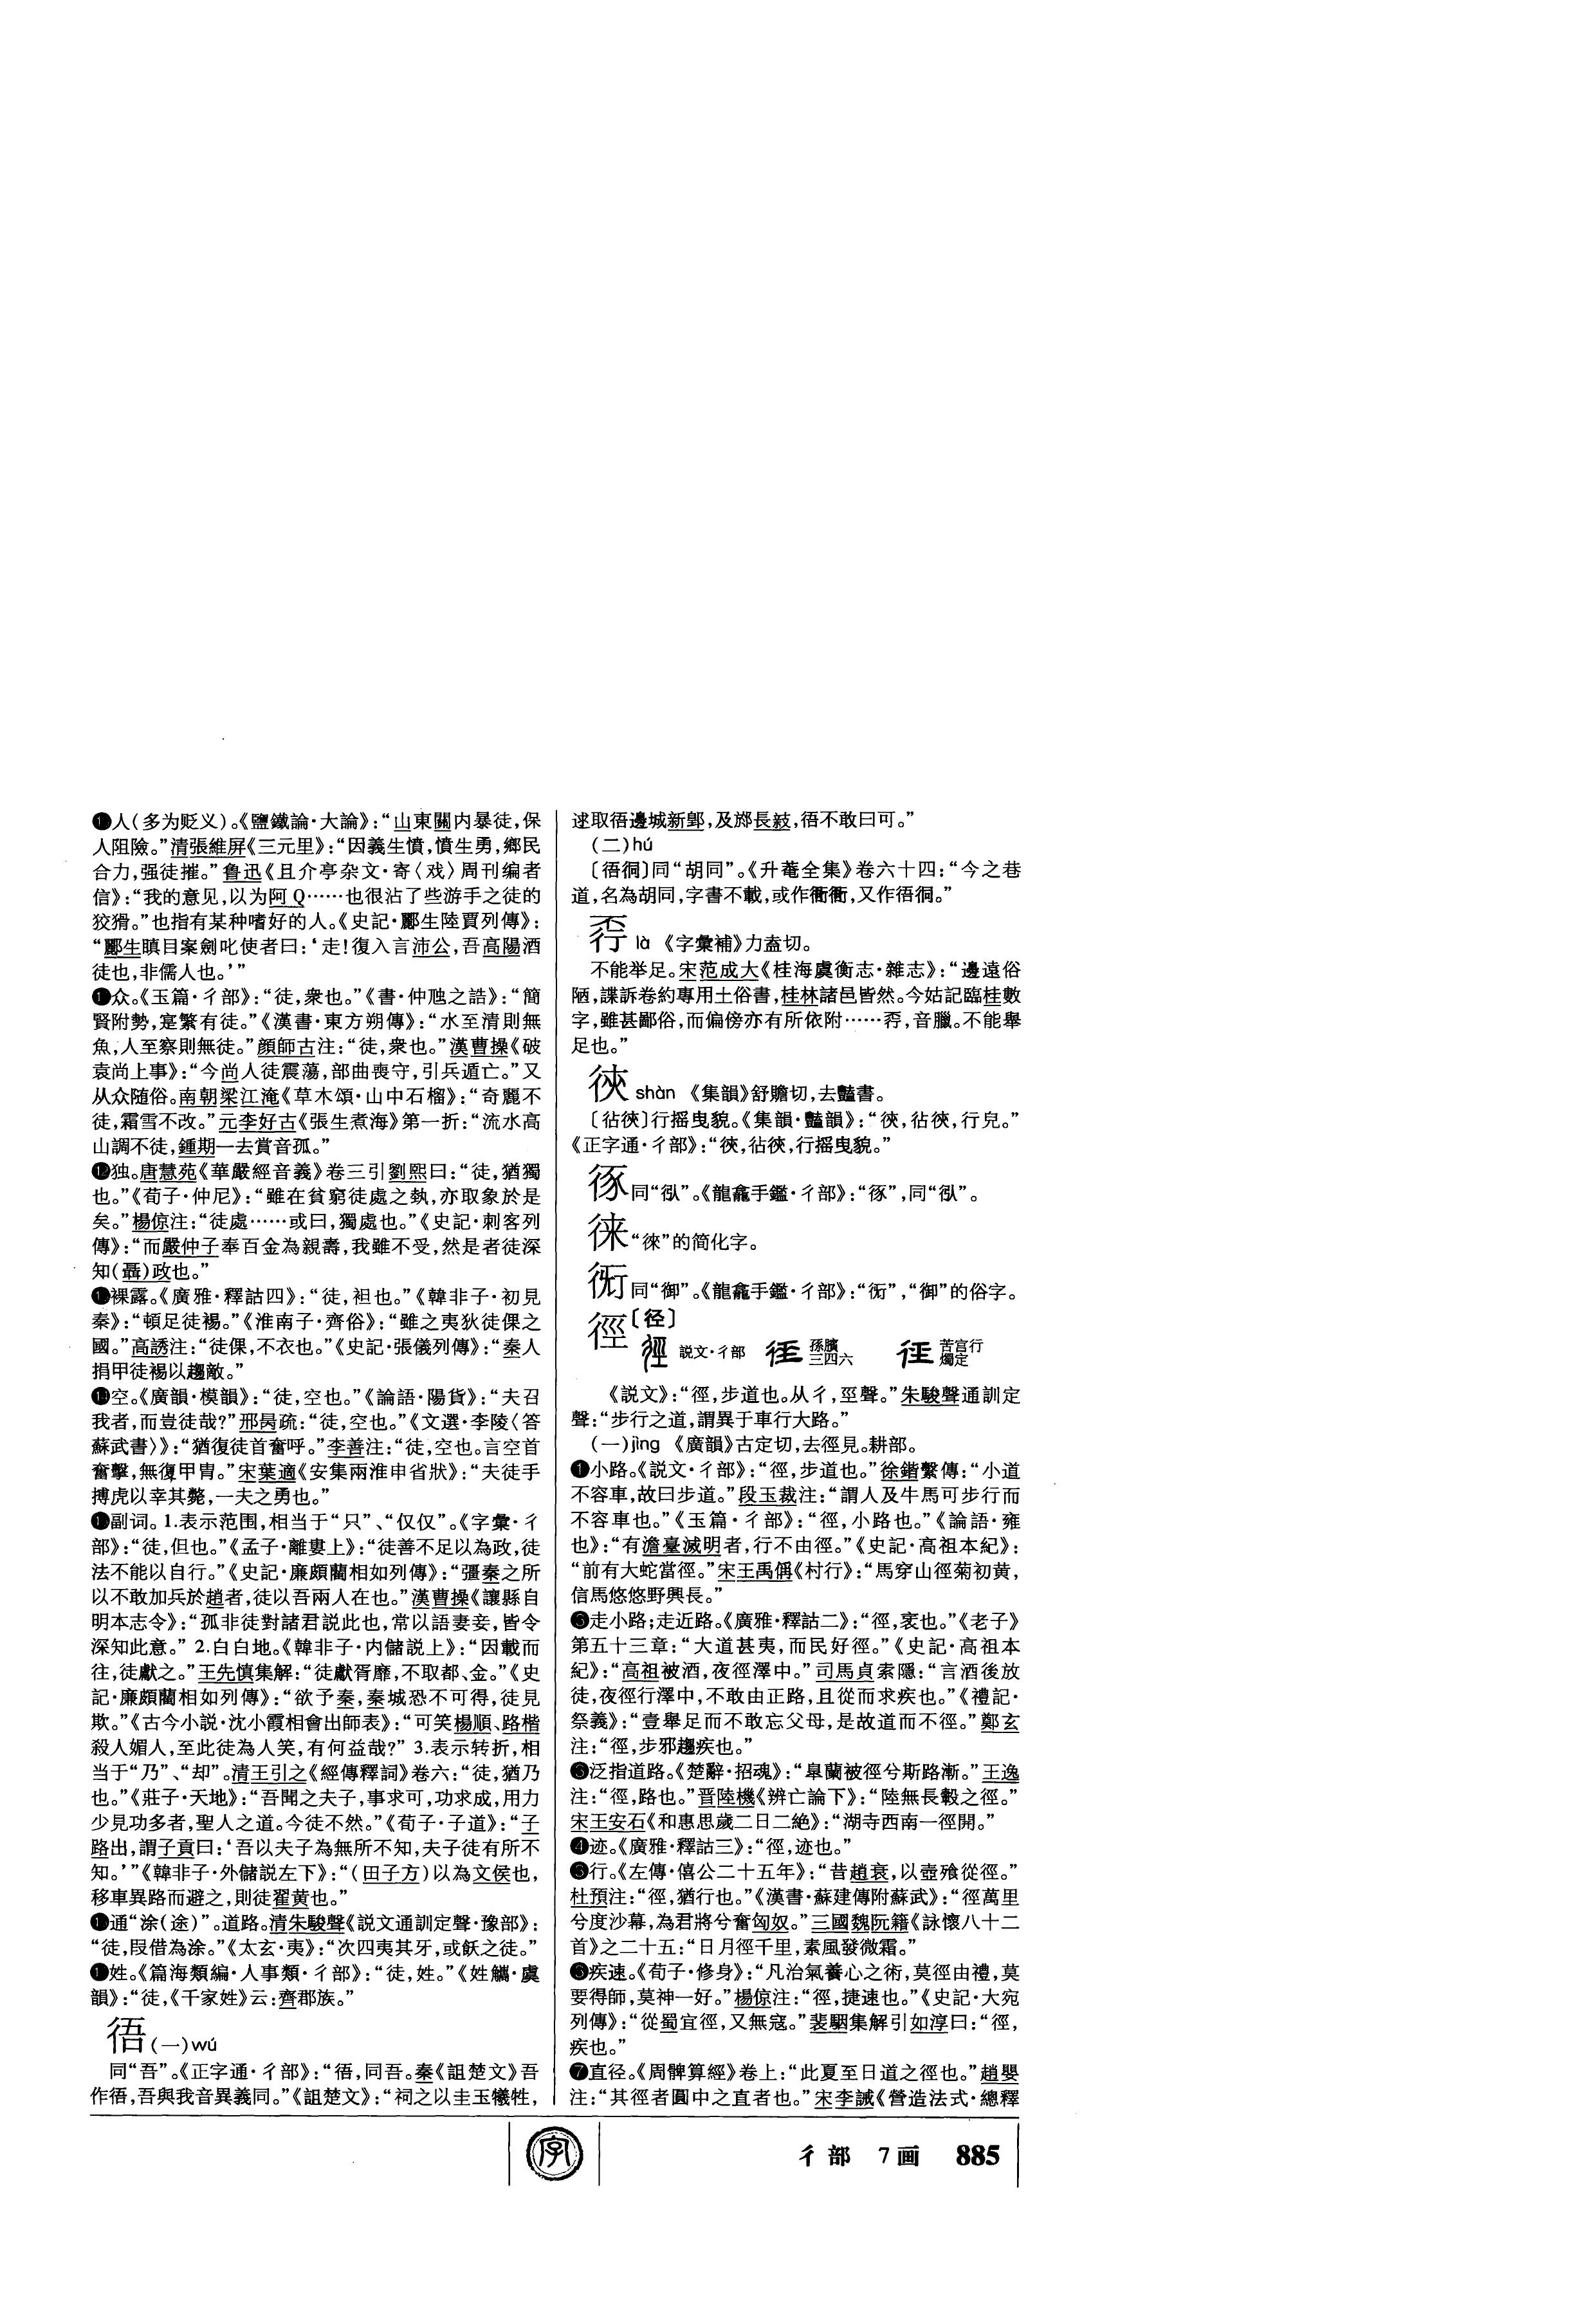 ❶人(多为贬义)。《鹽鐵論·大論》:“山東關内暴徒,保
人阻險。”清張維屏《三元里》:“因義生憤,憤生勇,鄉民
合力,强徒摧。”鲁迅《且介亭杂文·寄〈戏〉周刊编者
信》:“我的意见,以为阿Q……也很沾了些游手之徒的
狡猾。”也指有某种嗜好的人。《史記·酈生陸賈列傳》:
“酈生瞋目案劍叱使者曰:‘走!復入言沛公,吾高陽酒
徒也,非儒人也。’”
❶众。《玉篇·彳部》:“徒,衆也。”《書·仲虺之誥》:“簡
賢附勢,寔繁有徒。”《漢書·東方朔傳》:“水至清則無
魚,人至察則無徒。”顔師古注:“徒,衆也。”漢曹操《破
袁尚上事》:“今尚人徒震蕩,部曲喪守,引兵遁亡。”又
从众随俗。南朝梁江淹《草木頌·山中石榴》:“奇麗不
徒,霜雪不改。”元李好古《張生煮海》第一折:“流水高
山調不徒,鍾期一去賞音孤。”
⓬独。唐慧苑《華嚴經音義》卷三引劉熙曰:“徒,猶獨
也。”《荀子·仲尼》:“雖在貧窮徒處之埶,亦取象於是
矣。”楊倞注:“徒處……或曰,獨處也。”《史記·刺客列
傳》:“而嚴仲子奉百金為親壽,我雖不受,然是者徒深
知(聶)政也。”
❶裸露。《廣雅·釋詁四》:“徒,袒也。”《韓非子·初見
秦》:“頓足徒裼。”《淮南子·齊俗》:“雖之夷狄徒倮之
國。”高誘注:“徒倮,不衣也。”《史記·張儀列傳》:“秦人
捐甲徒裼以趨敵。”
⓮空。《廣韻·模韻》:“徒,空也。”《論語·陽貨》:“夫召
我者,而豈徒哉?”邢昺疏:“徒,空也。”《文選·李陵〈答
蘇武書〉》:“猶復徒首奮呼。”李善注:“徒,空也。言空首
奮擊,無復甲胄。”宋葉適《安集兩淮申省狀》:“夫徒手
搏虎以幸其斃,一夫之勇也。”
❶副词。1.表示范围,相当于“只”、“仅仅”。《字彙·彳
部》:“徒,但也。”《孟子·離婁上》:“徒善不足以為政,徒
法不能以自行。”《史記·廉頗藺相如列傳》:“彊秦之所
以不敢加兵於趙者,徒以吾兩人在也。”漢曹操《讓縣自
明本志令》:“孤非徒對諸君説此也,常以語妻妾,皆令
深知此意。” 2.白白地。《韓非子·内儲説上》:“因載而
往,徒獻之。”王先慎集解:“徒獻胥靡,不取都、金。”《史
記·廉頗藺相如列傳》:“欲予秦,秦城恐不可得,徒見
欺。”《古今小説·沈小霞相會出師表》:“可笑楊順、路楷
殺人媚人,至此徒為人笑,有何益哉?” 3.表示转折,相
当于“乃”、“却”。清王引之《經傳釋詞》卷六:“徒,猶乃
也。”《莊子·天地》:“吾聞之夫子,事求可,功求成,用力
少見功多者,聖人之道。今徒不然。”《荀子·子道》:“子
路出,謂子貢曰:‘吾以夫子為無所不知,夫子徒有所不
知。’”《韓非子·外儲説左下》:“(田子方)以為文侯也,
移車異路而避之,則徒翟黄也。”
❶通“涂(途)”。道路。清朱駿聲《説文通訓定聲·豫部》:
“徒,叚借為涂。”《太玄·夷》:“次四夷其牙,或飫之徒。”
❶姓。《篇海類編·人事類·彳部》:“徒,姓。”《姓觿·虞
韻》:“徒,《千家姓》云:齊郡族。”
㣃(一)wú
同“吾”。《正字通·彳部》:“㣃,同吾。秦《詛楚文》吾
作㣃,吾與我音異義同。”《詛楚文》:“祠之以圭玉犧牲,
逑取㣃邊城新郢,及䢵長敍,㣃不敢曰可。”
(二)hú
〔㣃徊〕同“胡同”。《升菴全集》卷六十四:“今之巷
道,名為胡同,字書不載,或作衚衕,又作㣃徊。”
là 《字彙補》力盍切。
不能举足。宋范成大《桂海虞衡志·雜志》:“邊遠俗
陋,諜訴卷約專用土俗書,桂林諸邑皆然。今姑記臨桂數
字,雖甚鄙俗,而偏傍亦有所依附……,音臘。不能舉
足也。”
㣣 shàn 《集韻》舒贍切,去豔書。
〔㣶㣣〕行摇曳貌。《集韻·豔韻》:“㣣,㣶㣣,行皃。”
《正字通·彳部》:“㣣,㣶㣣,行摇曳貌。”
同“㣇”。《龍龕手鑑·彳部》:“”,同“㣇”。
徕“徠”的简化字。
同“御”。《龍龕手鑑·彳部》:“”,“御”的俗字。
徑〔径〕
説文·彳部 孫臏三四六 苦宫行燭定
《説文》:“徑,步道也。从彳,巠聲。”朱駿聲通訓定
聲:“步行之道,謂異于車行大路。”
(一)jìng 《廣韻》古定切,去徑見。耕部。
❶小路。《説文·彳部》:“徑,步道也。”徐鍇繫傳:“小道
不容車,故曰步道。”段玉裁注:“謂人及牛馬可步行而
不容車也。”《玉篇·彳部》:“徑,小路也。”《論語·雍
也》:“有澹臺滅明者,行不由徑。”《史記·高祖本紀》:
“前有大蛇當徑。”宋王禹偁《村行》:“馬穿山徑菊初黄,
信馬悠悠野興長。”
❸走小路;走近路。《廣雅·釋詁二》:“徑,衺也。”《老子》
第五十三章:“大道甚夷,而民好徑。”《史記·高祖本
紀》:“高祖被酒,夜徑澤中。”司馬貞索隱:“言酒後放
徒,夜徑行澤中,不敢由正路,且從而求疾也。”《禮記·
祭義》:“壹舉足而不敢忘父母,是故道而不徑。”鄭玄
注:“徑,步邪趨疾也。”
❸泛指道路。《楚辭·招魂》:“皋蘭被徑兮斯路漸。”王逸
注:“徑,路也。”晋陸機《辨亡論下》:“陸無長轂之徑。”
宋王安石《和惠思歲二日二絶》:“湖寺西南一徑開。”
❹迹。《廣雅·釋詁三》:“徑,迹也。”
❺行。《左傳·僖公二十五年》:“昔趙衰,以壺飱從徑。”
杜預注:“徑,猶行也。”《漢書·蘇建傳附蘇武》:“徑萬里
兮度沙幕,為君將兮奮匈奴。”三國魏阮籍《詠懷八十二
首》之二十五:“日月徑千里,素風發微霜。”
❻疾速。《荀子·修身》:“凡治氣養心之術,莫徑由禮,莫
要得師,莫神一好。”楊倞注:“徑,捷速也。”《史記·大宛
列傳》:“從蜀宜徑,又無寇。”裴駰集解引如淳曰:“徑,
疾也。”
❼直径。《周髀算經》卷上:“此夏至日道之徑也。”趙嬰
注:“其徑者圓中之直者也。”宋李誡《營造法式·總釋
字
彳部 7画 885